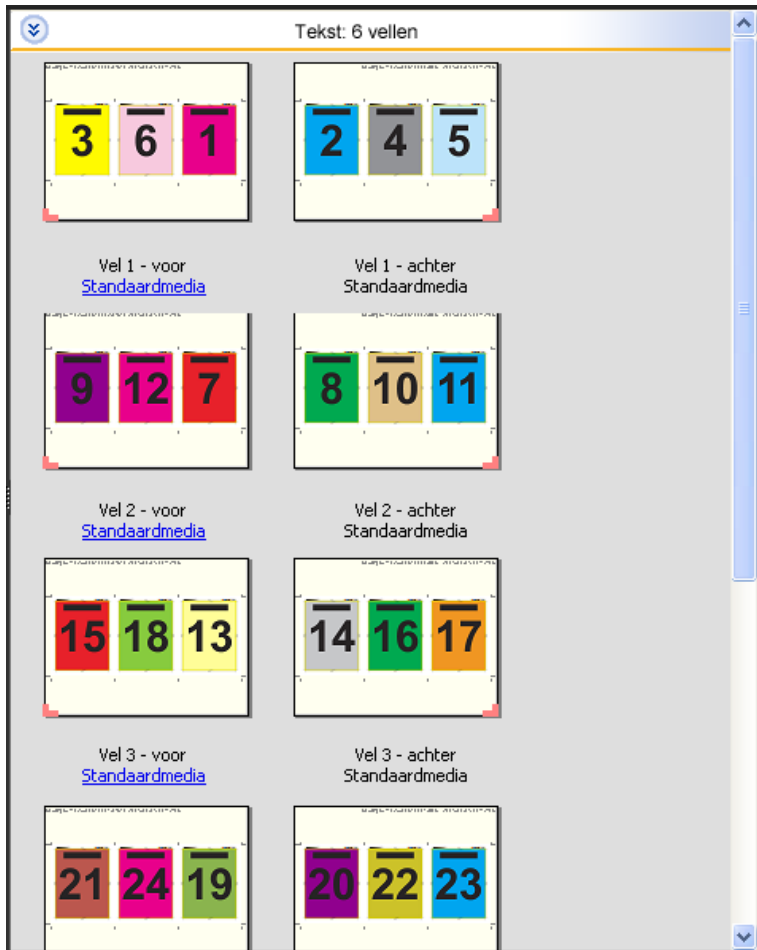 Tekst: 6 vellen
3 6 1
2 4 5
Vel 1 - voor
Standaardmedia
Vel 1 - achter
Standaardmedia
9 12 7
8 10 11
Vel 2 - voor
Standaardmedia
Vel 2 - achter
Standaardmedia
15 18 13
14 16 17
Vel 3 - voor
Standaardmedia
Vel 3 - achter
Standaardmedia
21 24 19
20 22 23